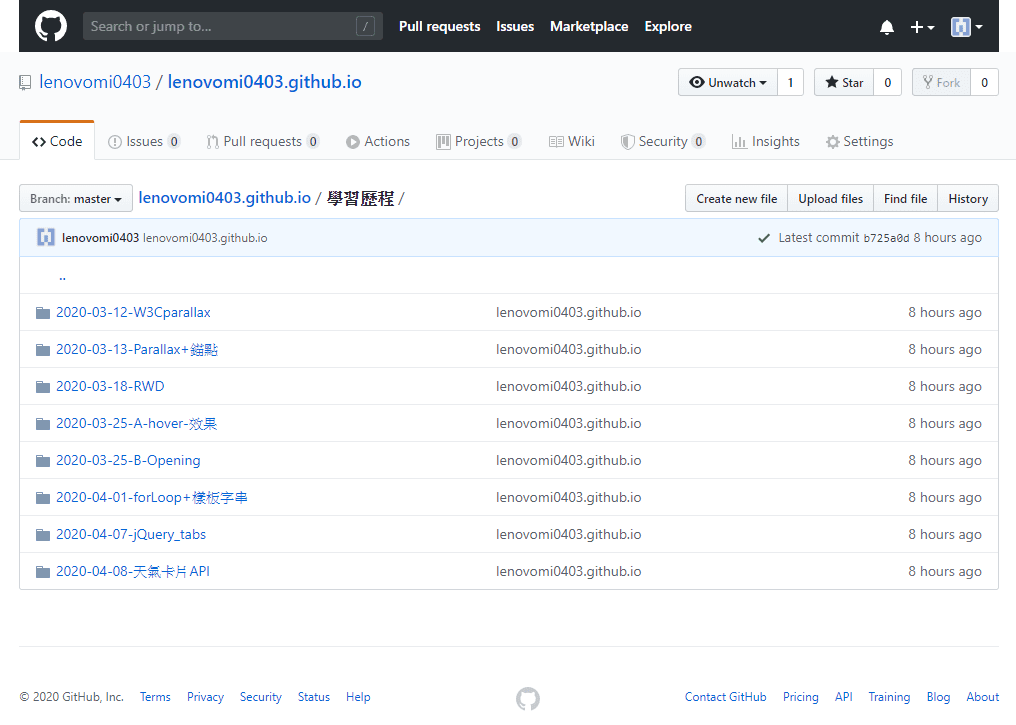 Search or jump to... / Pull requests Issues Marketplace Explore
lenovomi0403 / lenovomi0403.github.io Unwatch 1 Star 0 Fork 0
Code Issues 0 Pull requests 0 Actions Projects 0 Wiki Security 0 Insights Settings
Branch: master lenovomi0403.github.io / 學習歷程 / Create new file Upload files Find file History
lenovomi0403 lenovomi0403.github.io Latest commit b725a0d 8 hours ago
..
2020-03-12-W3Cparallax lenovomi0403.github.io 8 hours ago
2020-03-13-Parallax+錨點 lenovomi0403.github.io 8 hours ago
2020-03-18-RWD lenovomi0403.github.io 8 hours ago
2020-03-25-A-hover-效果 lenovomi0403.github.io 8 hours ago
2020-03-25-B-Opening lenovomi0403.github.io 8 hours ago
2020-04-01-forLoop+樣板字串 lenovomi0403.github.io 8 hours ago
2020-04-07-jQuery_tabs lenovomi0403.github.io 8 hours ago
2020-04-08-天氣卡片API lenovomi0403.github.io 8 hours ago
© 2020 GitHub, Inc. Terms Privacy Security Status Help Contact GitHub Pricing API Training Blog About